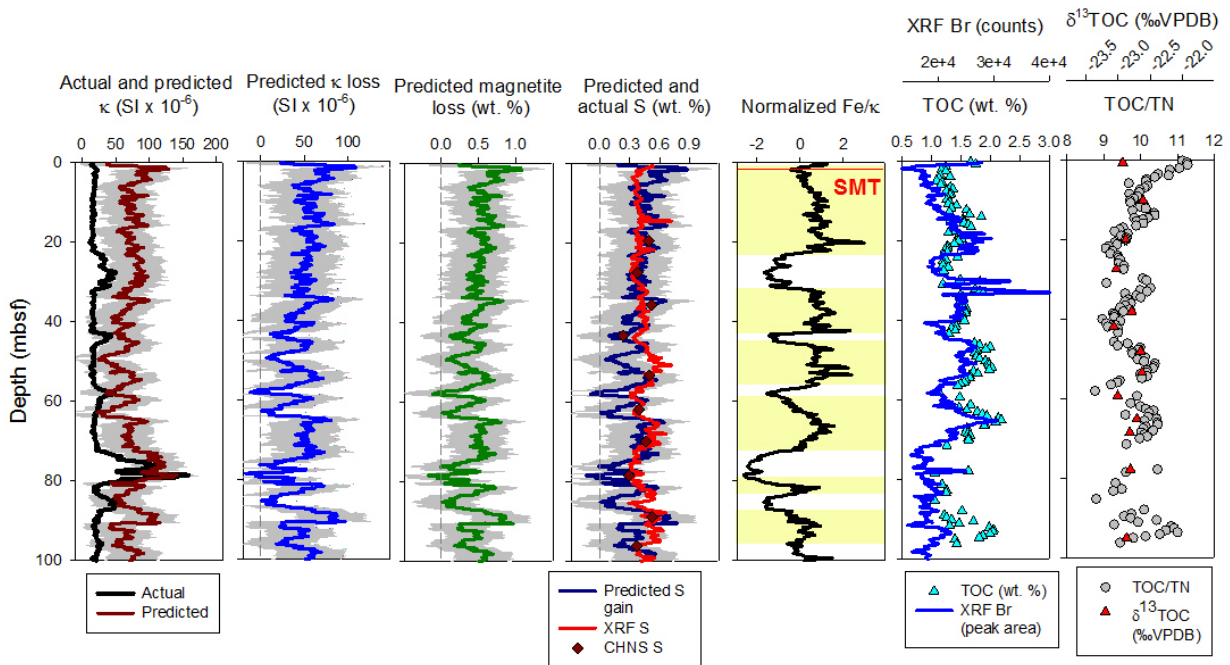 XRF Br (counts)
δ¹³TOC (‰VPDB)
-23.5 -23.0 -22.5 -22.0
1e+4 2e+4 3e+4 4e+4
Actual and predicted
κ (SI x 10⁻⁶)
Predicted κ loss
(SI x 10⁻⁶)
Predicted magnetite
loss (wt. %)
Predicted and
actual S (wt. %)
Normalized Fe/κ
TOC (wt. %)
TOC/TN
0 50 100 200
0 50 100
0.0 0.5 1.0
0.0 0.3 0.6 0.9
-2 0 2
0.5 1.0 1.5 2.0 2.5 3.0
8 9 10 11 12
Depth (mbsf)
0
20
40
60
80
100
SMT
Actual
Predicted
Predicted S
gain
XRF S
CHNS S
TOC (wt. %)
XRF Br
(peak area)
TOC/TN
δ¹³TOC
(‰VPDB)